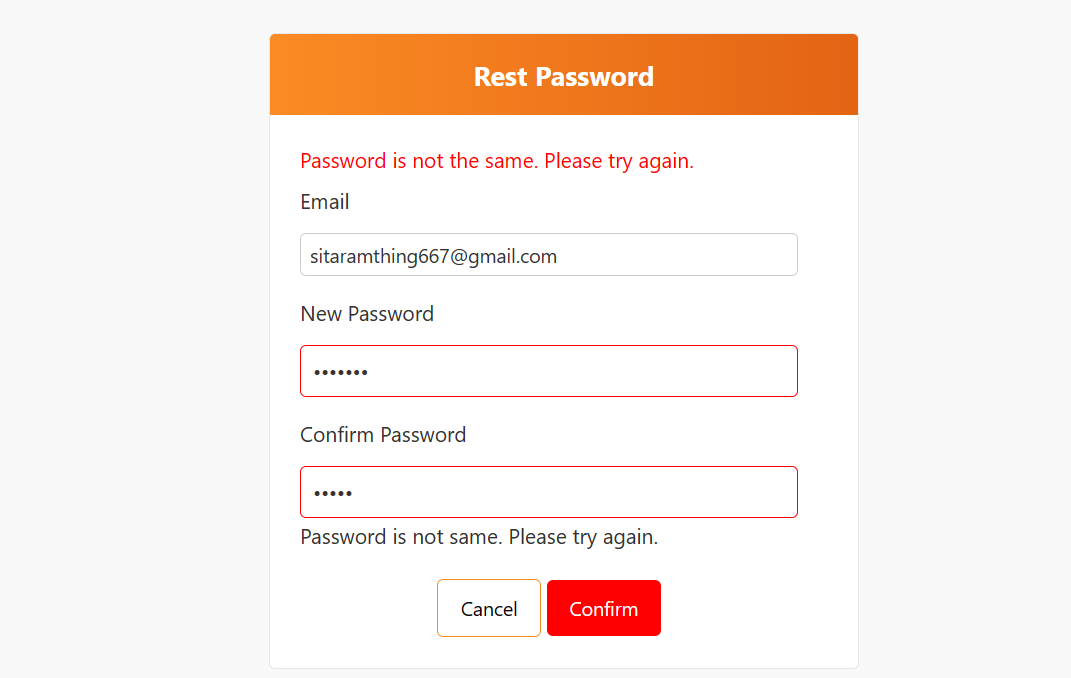 Rest Password
Password is not the same. Please try again.
Email
sitaramthing667@gmail.com
New Password
•••••••
Confirm Password
•••••
Password is not same. Please try again.
Cancel
Confirm